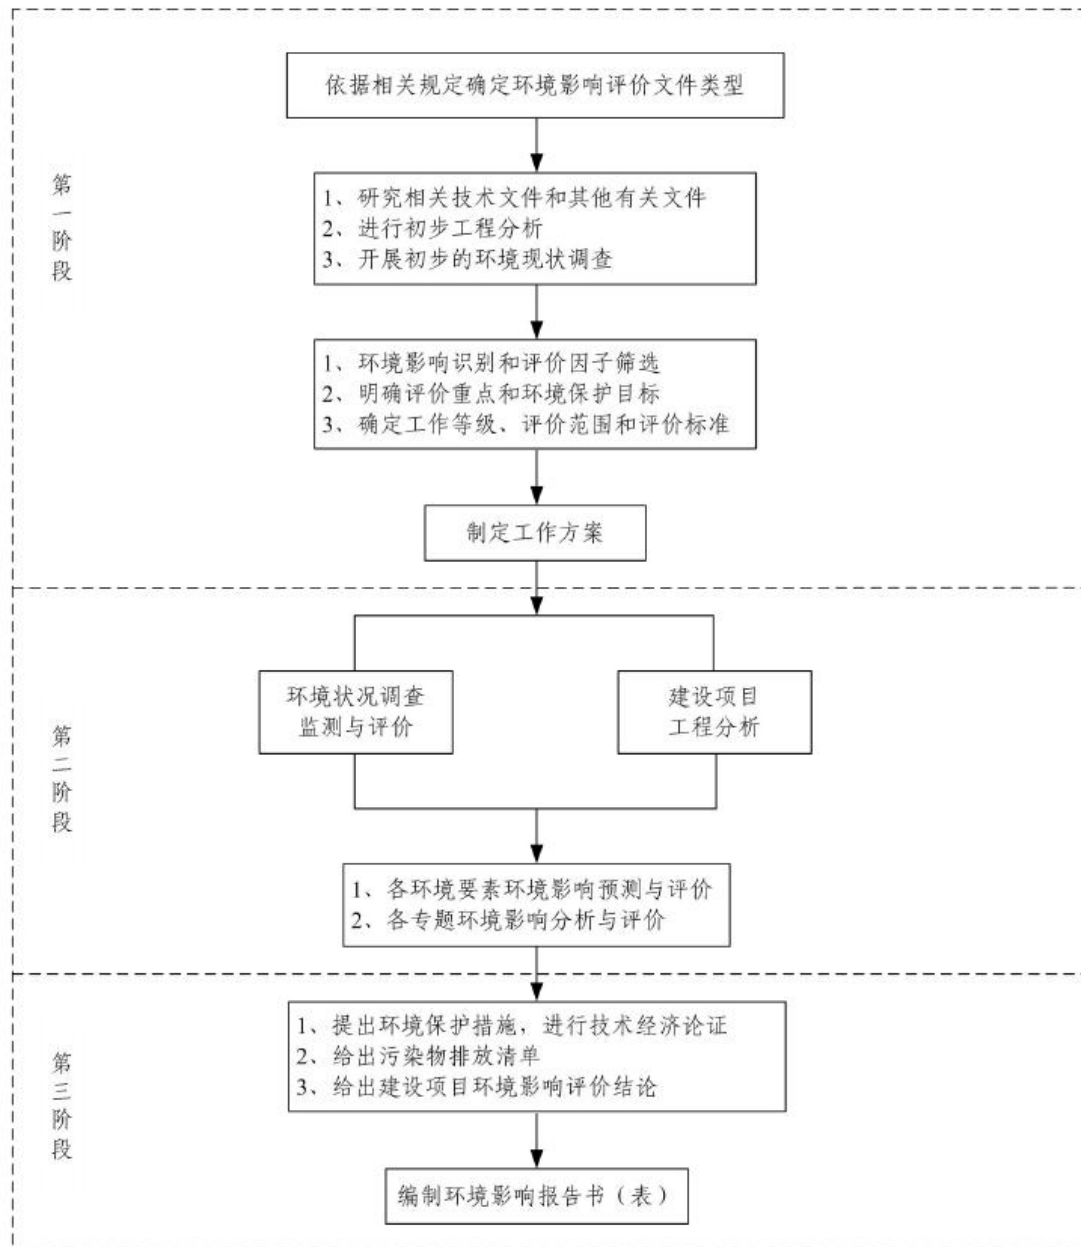 依据相关规定确定环境影响评价文件类型
第一阶段
1、研究相关技术文件和其他有关文件
2、进行初步工程分析
3、开展初步的环境现状调查
1、环境影响识别和评价因子筛选
2、明确评价重点和环境保护目标
3、确定工作等级、评价范围和评价标准
制定工作方案
第二阶段
环境状况调查
监测与评价
建设项目
工程分析
1、各环境要素环境影响预测与评价
2、各专题环境影响分析与评价
第三阶段
1、提出环境保护措施，进行技术经济论证
2、给出污染物排放清单
3、给出建设项目环境影响评价结论
编制环境影响报告书（表）